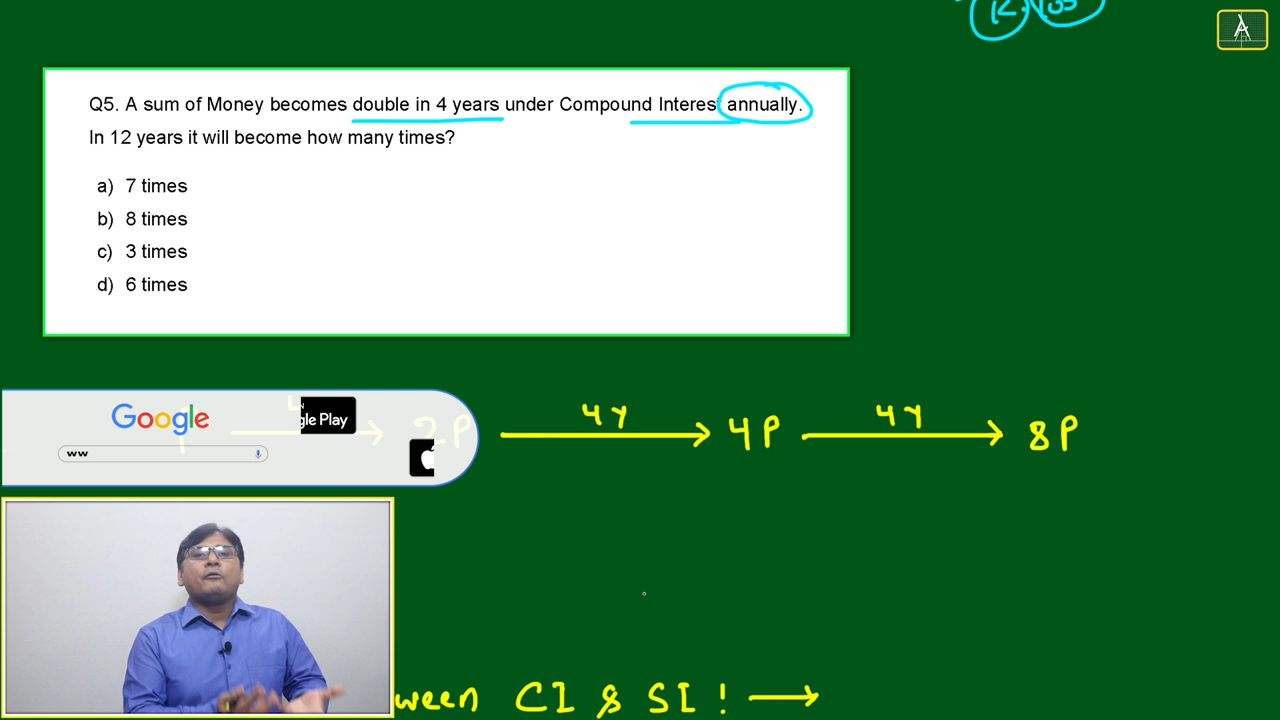 Q5. A sum of Money becomes double in 4 years under Compound Interes annually.
In 12 years it will become how many times?
a) 7 times
b) 8 times
c) 3 times
d) 6 times
Google
gle Play
ww
2P 4Y 4P 4Y 8P
ween CI & SI !